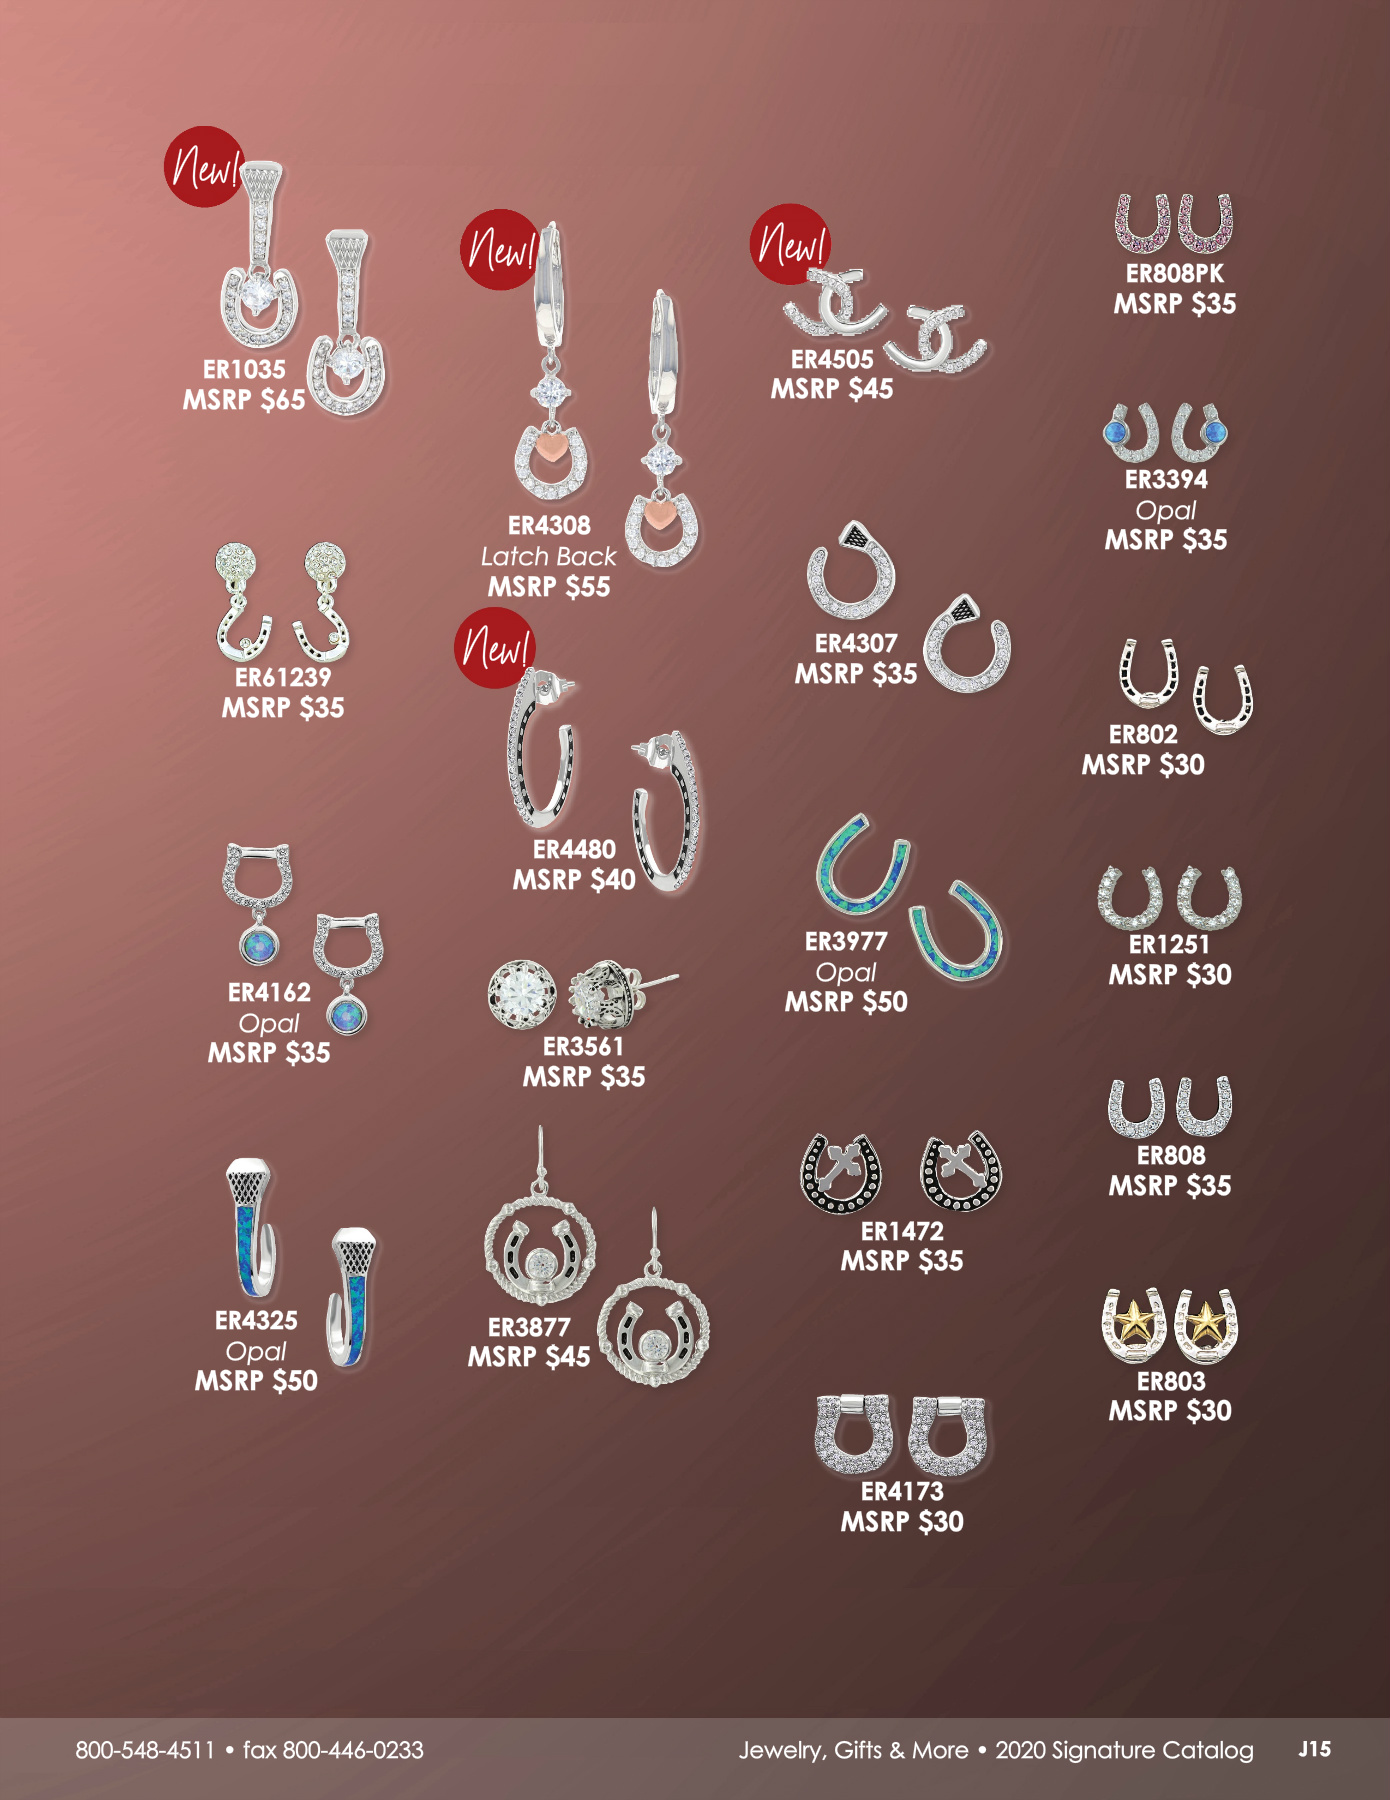 New!
ER1035
MSRP $65
New!
ER4308
Latch Back
MSRP $55
New!
ER4505
MSRP $45
ER808PK
MSRP $35
ER3394
Opal
MSRP $35
ER61239
MSRP $35
New!
ER4480
MSRP $40
ER4307
MSRP $35
ER802
MSRP $30
ER4162
Opal
MSRP $35
ER3561
MSRP $35
ER3977
Opal
MSRP $50
ER1251
MSRP $30
ER808
MSRP $35
ER4325
Opal
MSRP $50
ER3877
MSRP $45
ER1472
MSRP $35
ER803
MSRP $30
ER4173
MSRP $30
800-548-4511 • fax 800-446-0233
Jewelry, Gifts & More • 2020 Signature Catalog J15